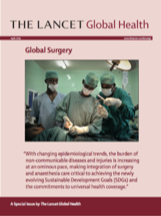 THE LANCET Global Health
Global Surgery
"With changing epidemiological trends, the burden of
non-communicable diseases and injuries is increasing
at an ominous pace, making integration of surgery
and anaesthesia care critical to achieving the newly
evolving Sustainable Development Goals (SDGs) and
the commitments to universal health coverage."
A Special Issue by The Lancet Global Health